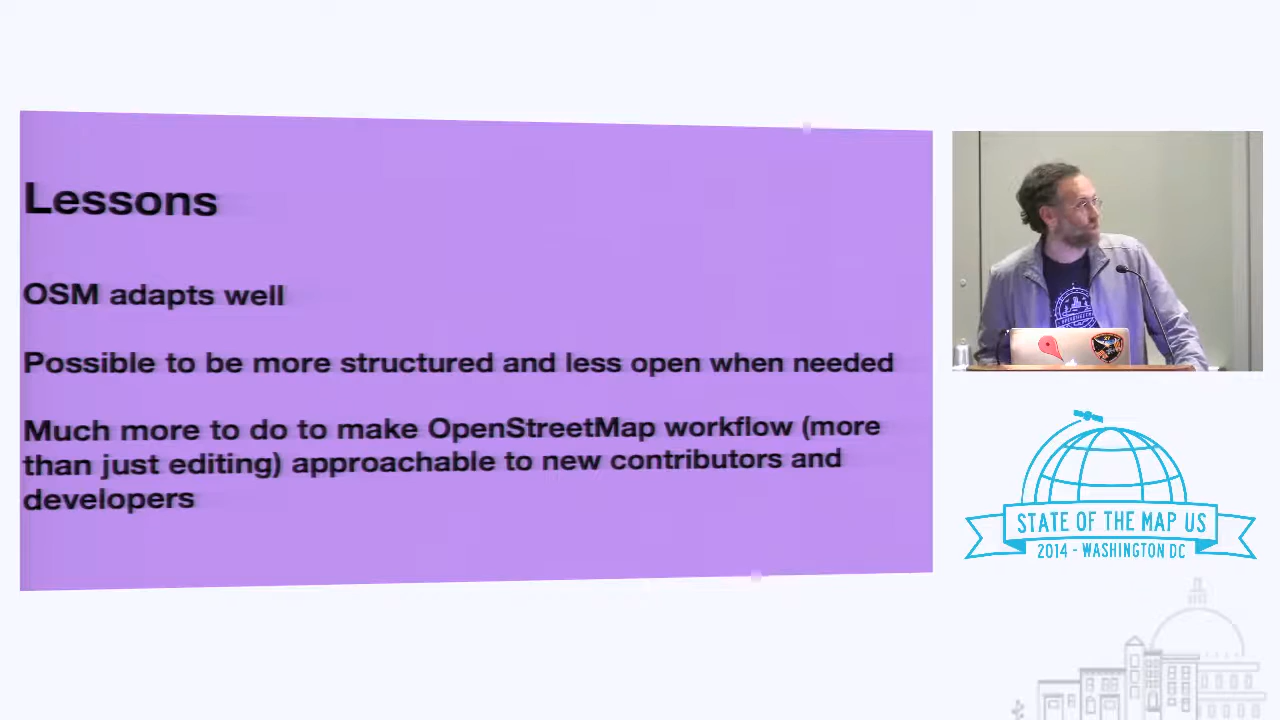 Lessons
OSM adapts well
Possible to be more structured and less open when needed
Much more to do to make OpenStreetMap workflow (more
than just editing) approachable to new contributors and
developers
STATE OF THE MAP US
2014 - WASHINGTON DC